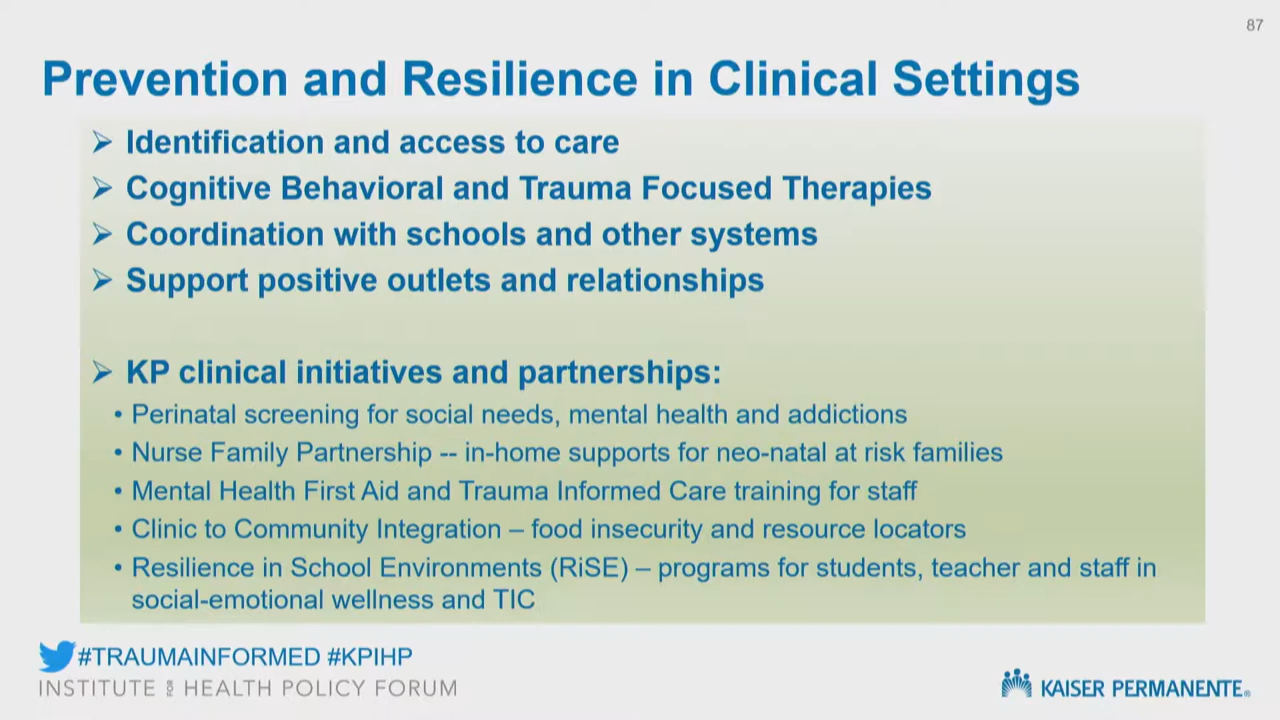 87
Prevention and Resilience in Clinical Settings
➢ Identification and access to care
➢ Cognitive Behavioral and Trauma Focused Therapies
➢ Coordination with schools and other systems
➢ Support positive outlets and relationships
➢ KP clinical initiatives and partnerships:
• Perinatal screening for social needs, mental health and addictions
• Nurse Family Partnership -- in-home supports for neo-natal at risk families
• Mental Health First Aid and Trauma Informed Care training for staff
• Clinic to Community Integration – food insecurity and resource locators
• Resilience in School Environments (RiSE) – programs for students, teacher and staff in
social-emotional wellness and TIC
#TRAUMAINFORMED #KPIHP
INSTITUTE FOR HEALTH POLICY FORUM
KAISER PERMANENTE®